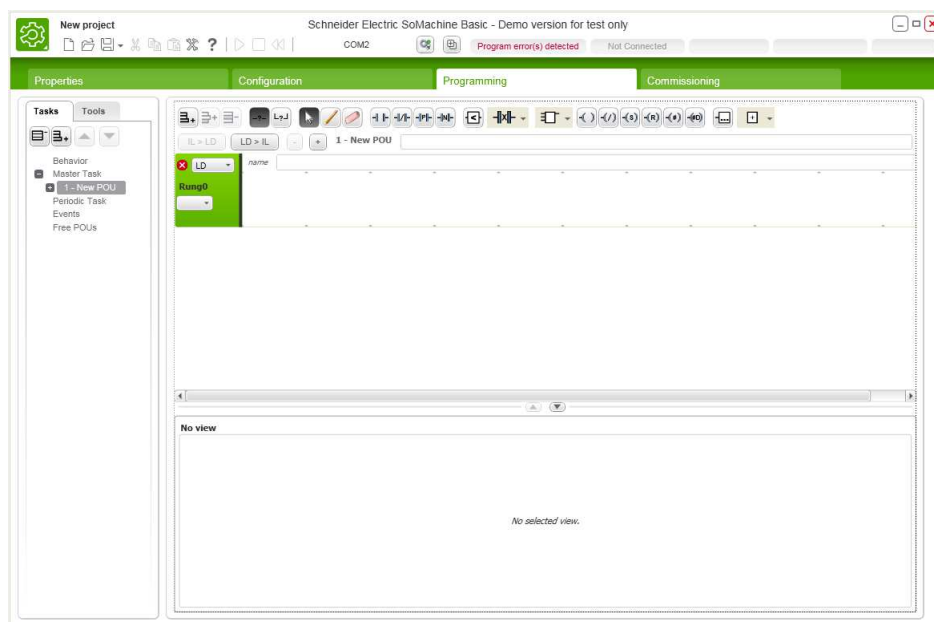 New project
Schneider Electric SoMachine Basic - Demo version for test only
COM2
Program error(s) detected
Not Connected
Properties
Configuration
Programming
Commissioning
Tasks
Tools
Behavior
Master Task
1 - New POU
Periodic Task
Events
Free POUs
IL > LD
LD > IL
1 - New POU
LD
name
Rung0
No view
No selected view.